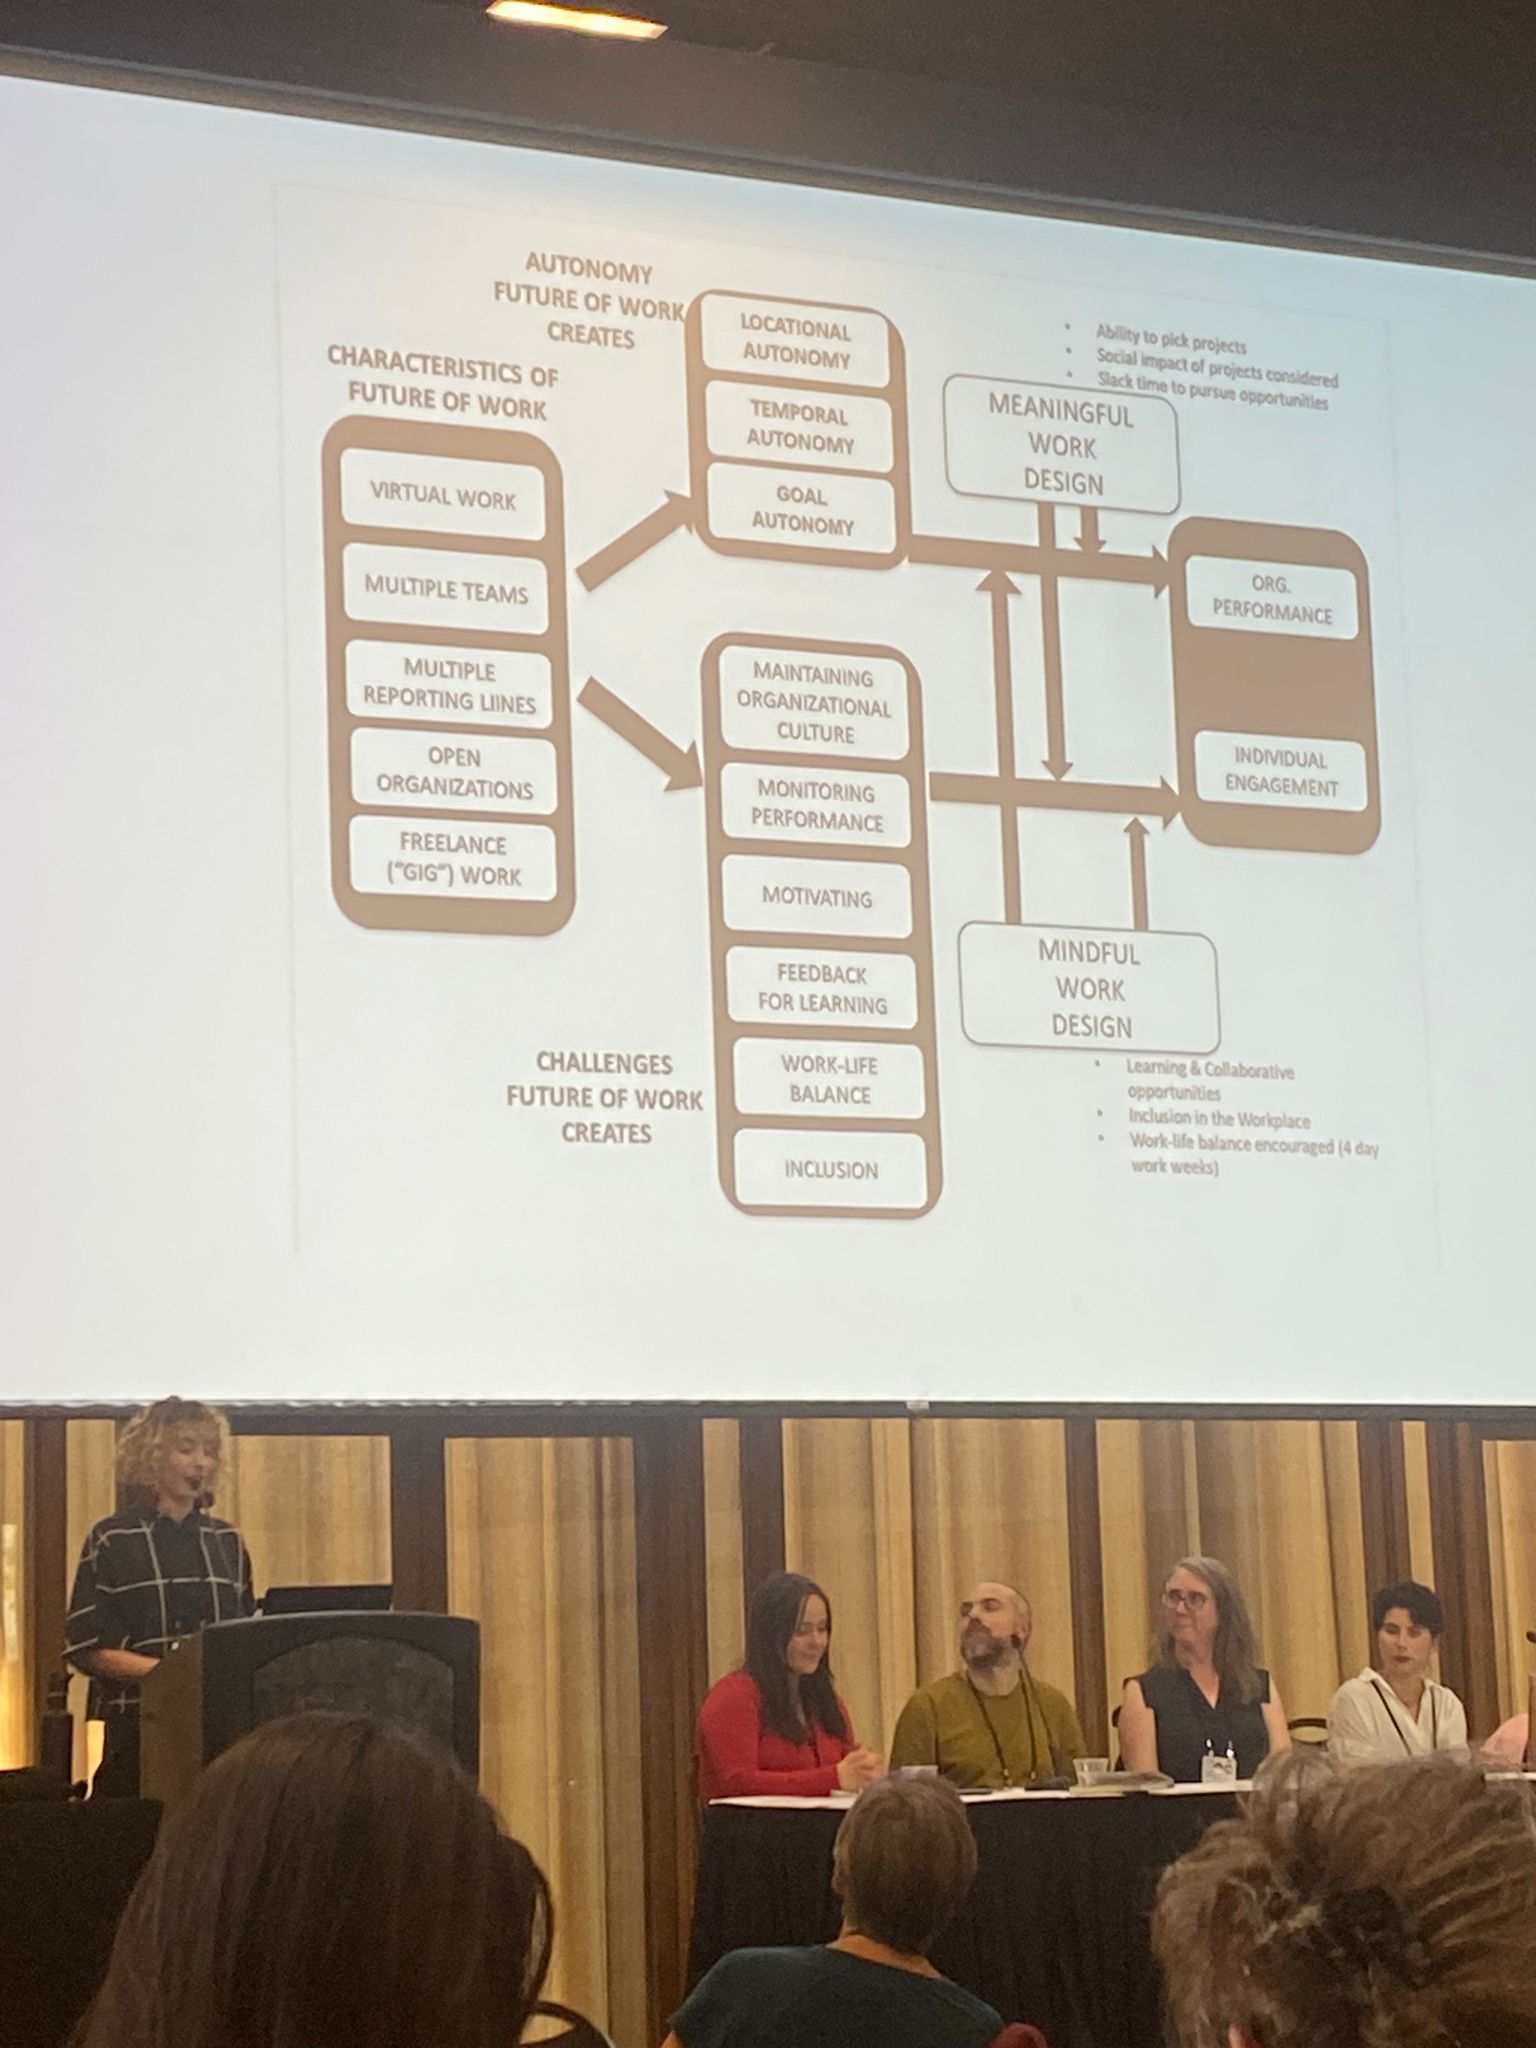 AUTONOMY
FUTURE OF WORK
CREATES
CHARACTERISTICS OF
FUTURE OF WORK
VIRTUAL WORK
MULTIPLE TEAMS
MULTIPLE
REPORTING LIINES
OPEN
ORGANIZATIONS
FREELANCE
("GIG") WORK
LOCATIONAL
AUTONOMY
TEMPORAL
AUTONOMY
GOAL
AUTONOMY
CHALLENGES
FUTURE OF WORK
CREATES
MAINTAINING
ORGANIZATIONAL
CULTURE
MONITORING
PERFORMANCE
MOTIVATING
FEEDBACK
FOR LEARNING
WORK-LIFE
BALANCE
INCLUSION
• Ability to pick projects
• Social impact of projects considered
• Slack time to pursue opportunities
MEANINGFUL
WORK
DESIGN
ORG.
PERFORMANCE
INDIVIDUAL
ENGAGEMENT
MINDFUL
WORK
DESIGN
• Learning & Collaborative
opportunities
• Inclusion in the Workplace
• Work-life balance encouraged (4 day
work weeks)